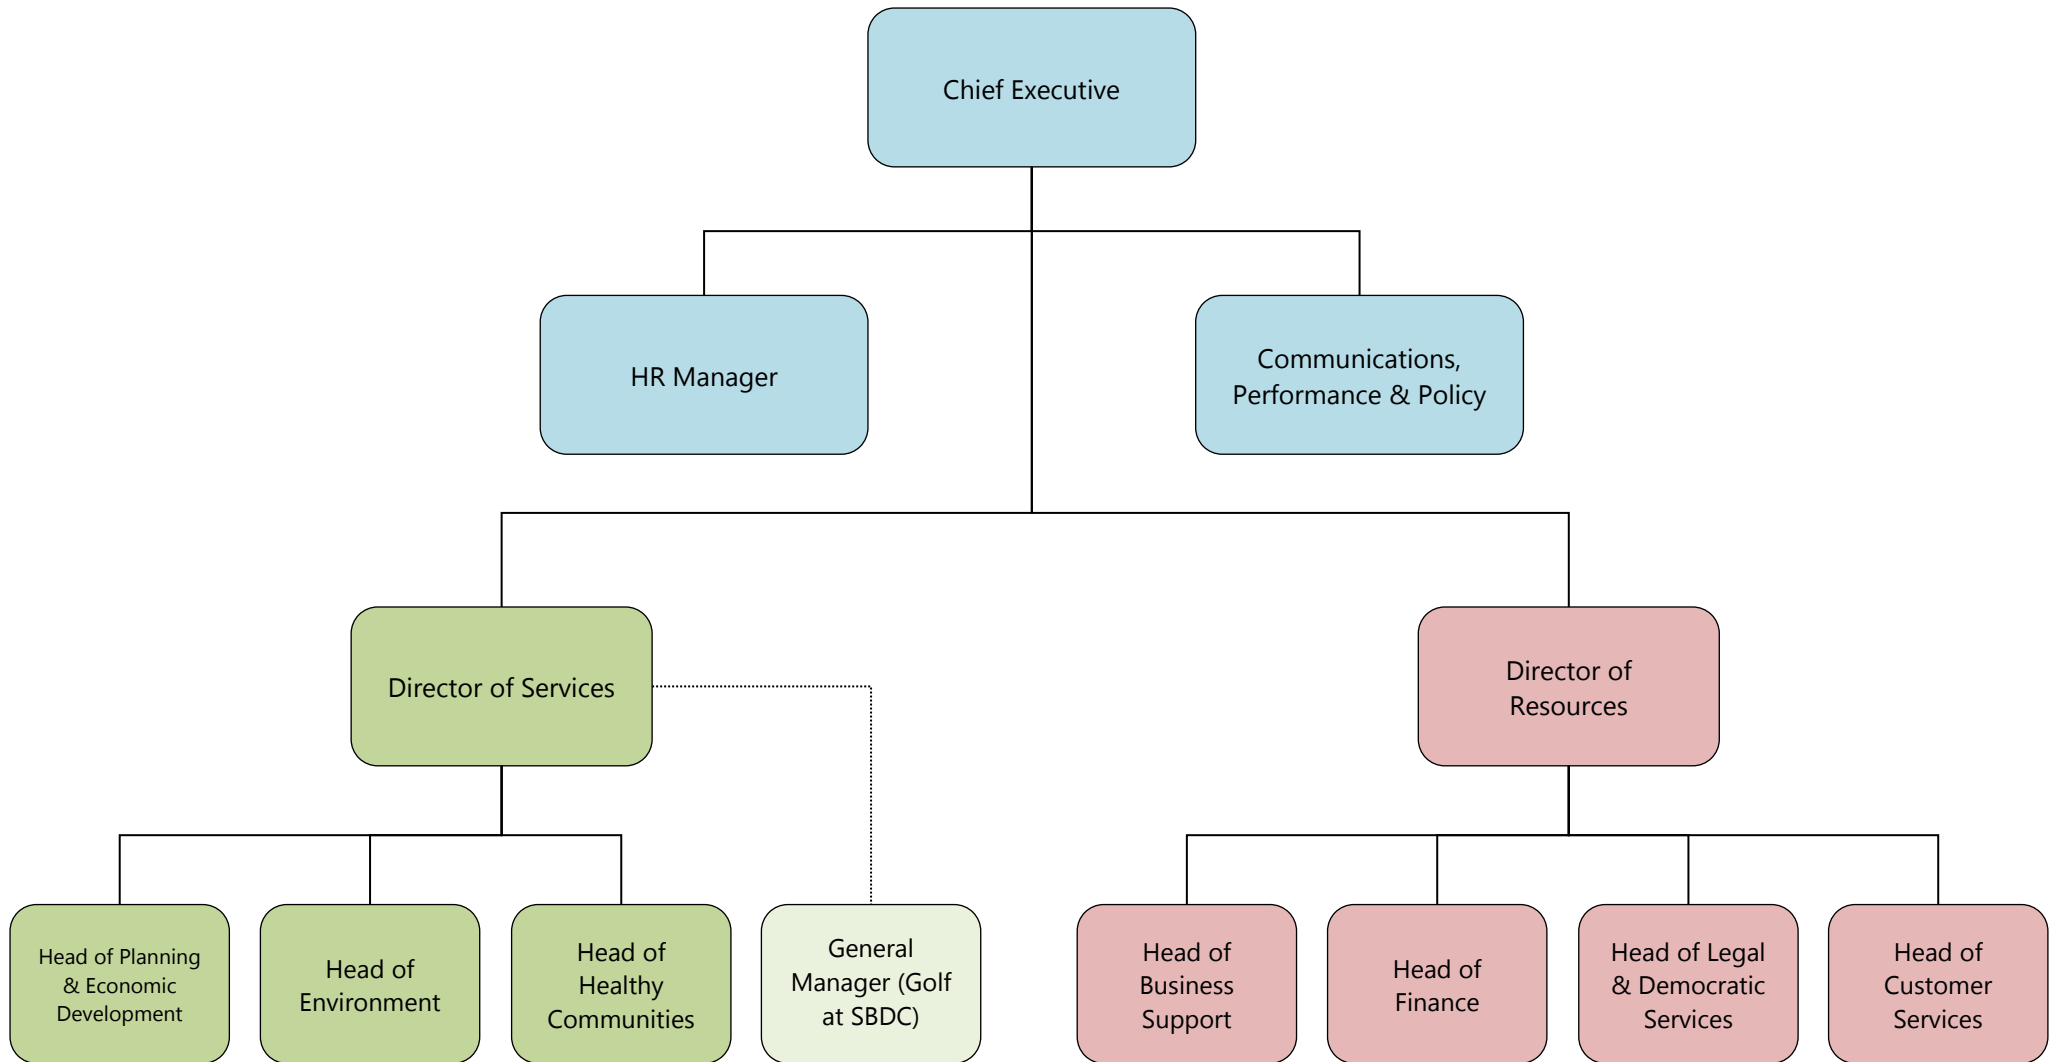 Chief Executive
HR Manager
Communications,
Performance & Policy
Director of Services
Director of
Resources
Head of Planning
& Economic
Development
Head of
Environment
Head of
Healthy
Communities
General
Manager (Golf
at SBDC)
Head of
Business
Support
Head of
Finance
Head of Legal
& Democratic
Services
Head of
Customer
Services